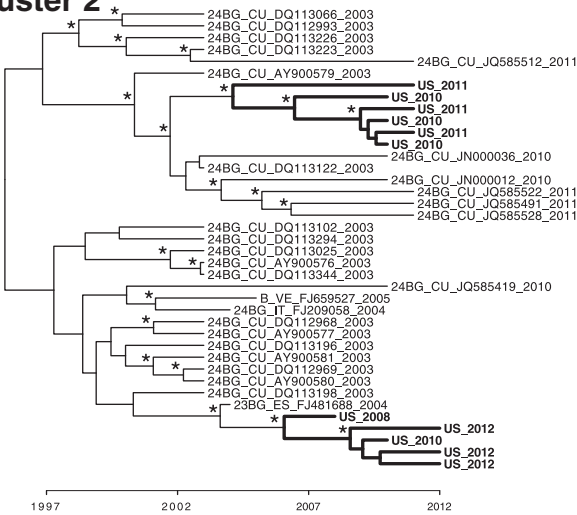 uster 2
* 24BG_CU_DQ113066_2003
* 24BG_CU_DQ112993_2003
* 24BG_CU_DQ113226_2003
* 24BG_CU_DQ113223_2003
24BG_CU_JQ585512_2011
24BG_CU_AY900579_2003
* * US_2011
* US_2010
* US_2011
US_2010
* US_2011
US_2010
24BG_CU_JN000036_2010
24BG_CU_DQ113122_2003
* 24BG_CU_JN000012_2010
* 24BG_CU_JQ585522_2011
* 24BG_CU_JQ585491_2011
24BG_CU_JQ585528_2011
24BG_CU_DQ113102_2003
24BG_CU_DQ113294_2003
* 24BG_CU_DQ113025_2003
* 24BG_CU_AY900576_2003
24BG_CU_DQ113344_2003
24BG_CU_JQ585419_2010
* B_VE_FJ659527_2005
24BG_IT_FJ209058_2004
* 24BG_CU_DQ112968_2003
24BG_CU_AY900577_2003
24BG_CU_DQ113196_2003
* 24BG_CU_AY900581_2003
* 24BG_CU_DQ112969_2003
24BG_CU_AY900580_2003
24BG_CU_DQ113198_2003
* 23BG_ES_FJ481688_2004
* US_2008
* US_2012
US_2010
US_2012
US_2012
1997 2002 2007 2012